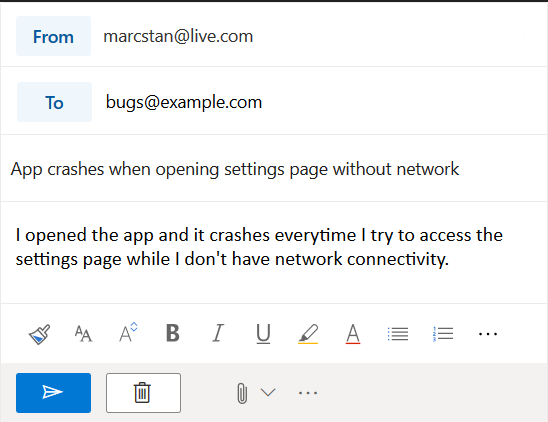 From marcstan@live.com
To bugs@example.com
App crashes when opening settings page without network
I opened the app and it crashes everytime I try to access the
settings page while I don't have network connectivity.